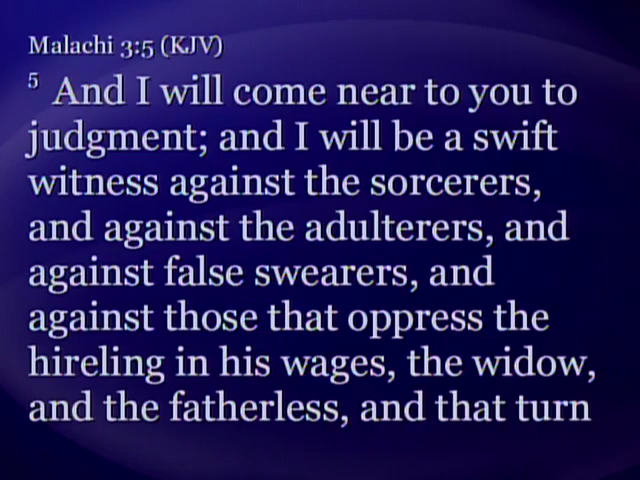 Malachi 3:5 (KJV)
5 And I will come near to you to
judgment; and I will be a swift
witness against the sorcerers,
and against the adulterers, and
against false swearers, and
against those that oppress the
hireling in his wages, the widow,
and the fatherless, and that turn